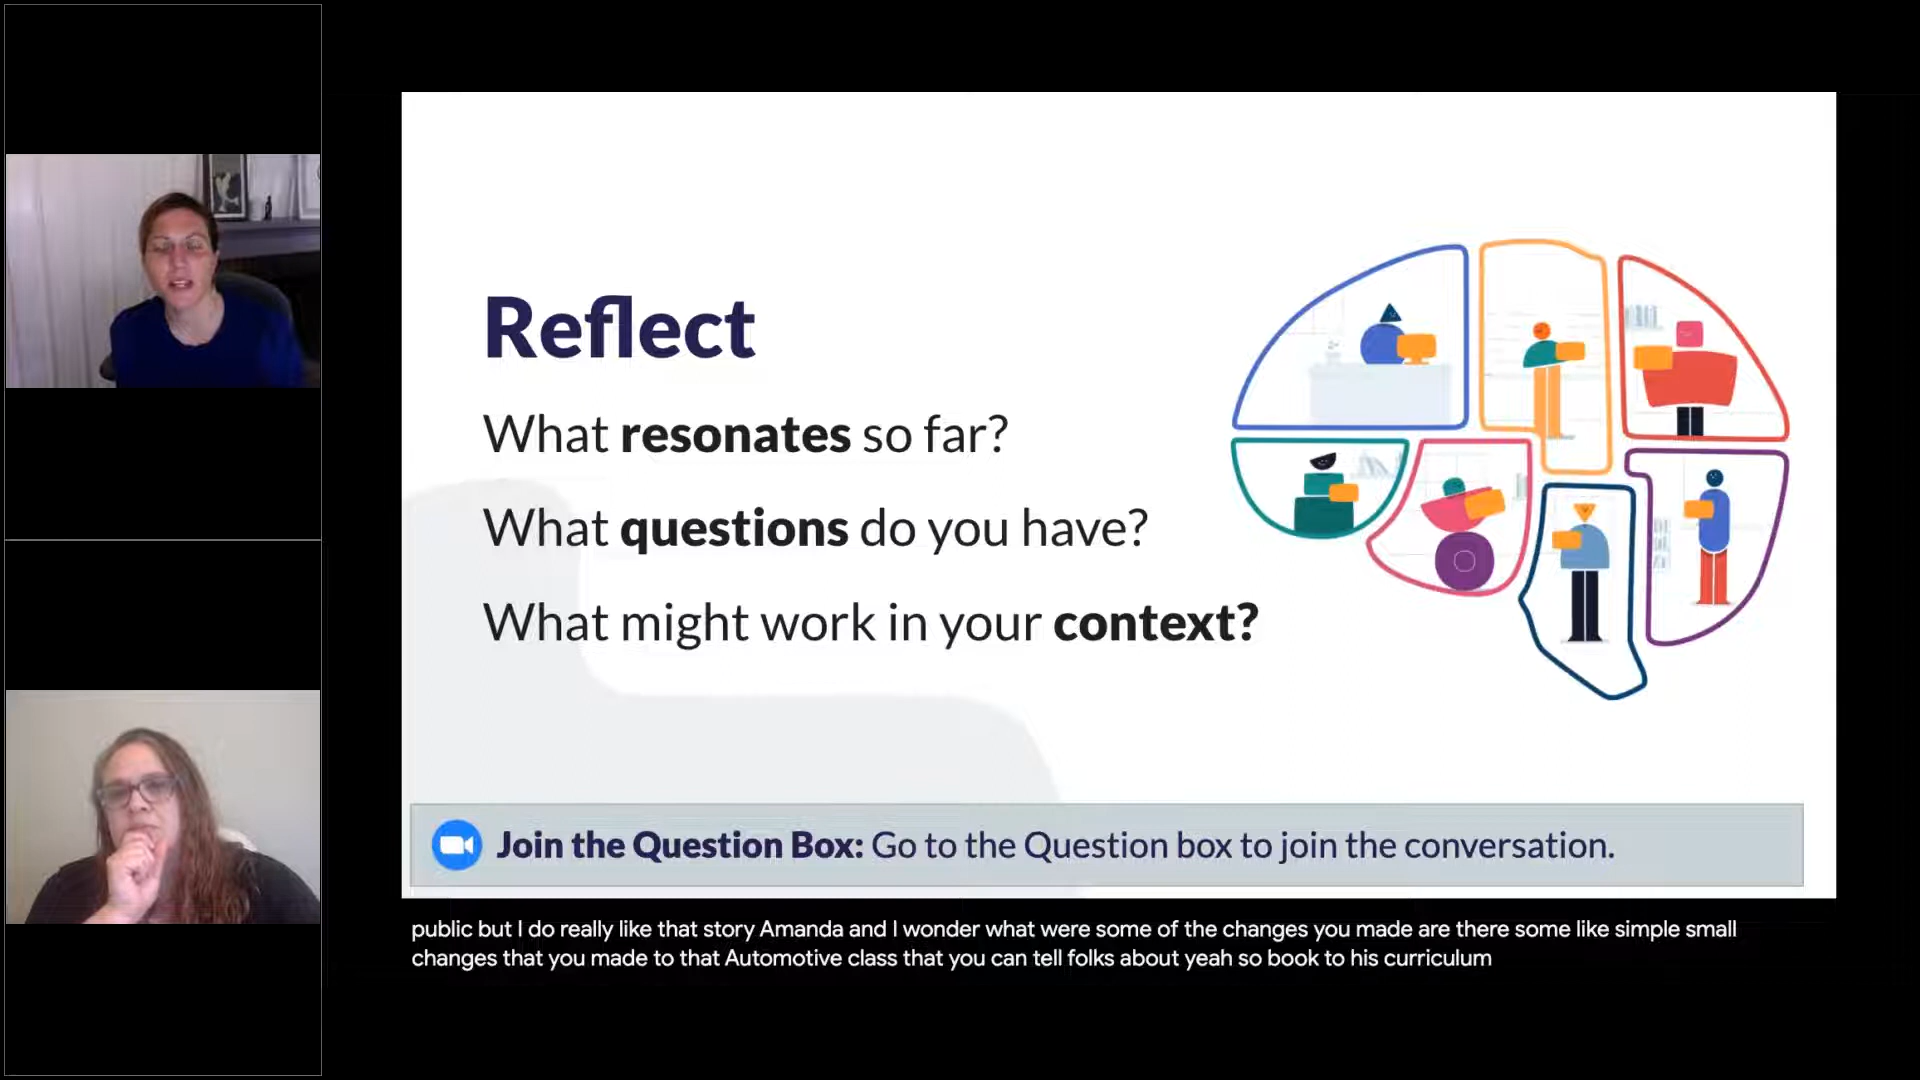 Reflect
What resonates so far?
What questions do you have?
What might work in your context?
Join the Question Box: Go to the Question box to join the conversation.
public but I do really like that story Amanda and I wonder what were some of the changes you made are there some like simple small
changes that you made to that Automotive class that you can tell folks about yeah so book to his curriculum